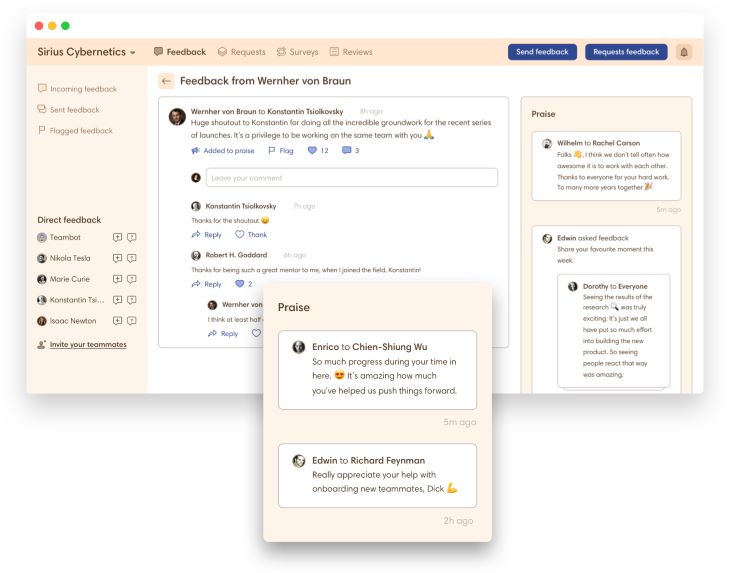 Sirius Cybernetics
Feedback
Requests
Surveys
Reviews
Send feedback
Requests feedback
Incoming feedback
Sent feedback
Flagged feedback
Direct feedback
Teambot
Nikola Tesla
Marie Curie
Konstantin Tsi...
Isaac Newton
Invite your teammates
Feedback from Wernher von Braun
Wernher von Braun to Konstantin Tsiolkovsky 8h ago
Huge shoutout to Konstantin for doing all the incredible groundwork for the recent series
of launches. It's a privilege to be working on the same team with you 🙏
Added to praise Flag 12 3
Leave your comment
Konstantin Tsiolkovsky 7h ago
Thanks for the shoutout 😄
Reply Thank
Robert H. Goddard 6h ago
Thanks for being such a great mentor to me, when I joined the field, Konstantin!
Reply 2
Wernher von
I think at least half
Reply
Praise
Wilhelm to Rachel Carson
Folks 👋, I think we don't tell often how
awesome it is to work with each other.
Thanks to everyone for your hard work.
To many more years together 🎉
5m ago
Edwin asked feedback
Share your favourite moment this
week.
Dorothy to Everyone
Seeing the results of the
research 🔍 was truly
exciting. It's just we all
have put so much effort
into building the new
product. So seeing
people react that way
was amazing.
Praise
Enrico to Chien-Shiung Wu
So much progress during your time in
here. 😍 It's amazing how much
you've helped us push things forward.
5m ago
Edwin to Richard Feynman
Really appreciate your help with
onboarding new teammates, Dick 💪
2h ago